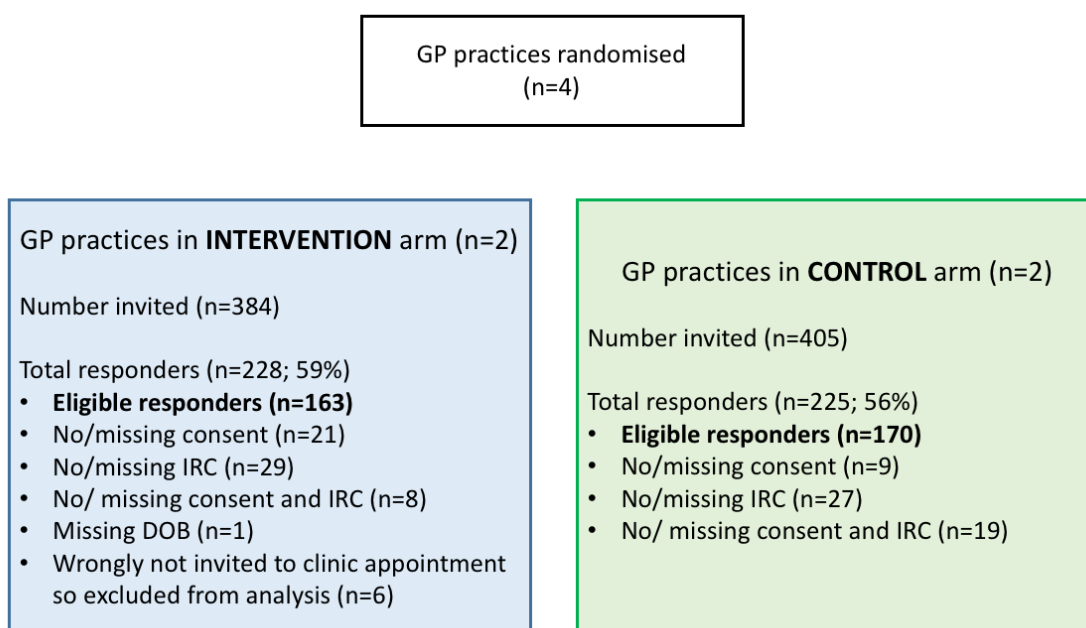 GP practices randomised
(n=4)
GP practices in INTERVENTION arm (n=2)
Number invited (n=384)
Total responders (n=228; 59%)
• Eligible responders (n=163)
• No/missing consent (n=21)
• No/missing IRC (n=29)
• No/ missing consent and IRC (n=8)
• Missing DOB (n=1)
• Wrongly not invited to clinic appointment
so excluded from analysis (n=6)
GP practices in CONTROL arm (n=2)
Number invited (n=405)
Total responders (n=225; 56%)
• Eligible responders (n=170)
• No/missing consent (n=9)
• No/missing IRC (n=27)
• No/ missing consent and IRC (n=19)